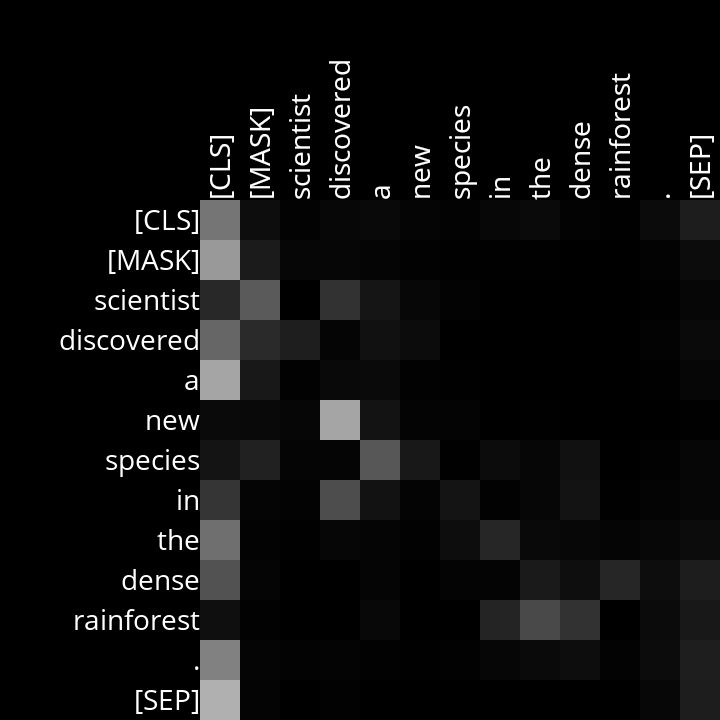 [CLS] [MASK] scientist discovered a new species in the dense rainforest . [SEP]
[CLS]
[MASK]
scientist
discovered
a
new
species
in
the
dense
rainforest
.
[SEP]